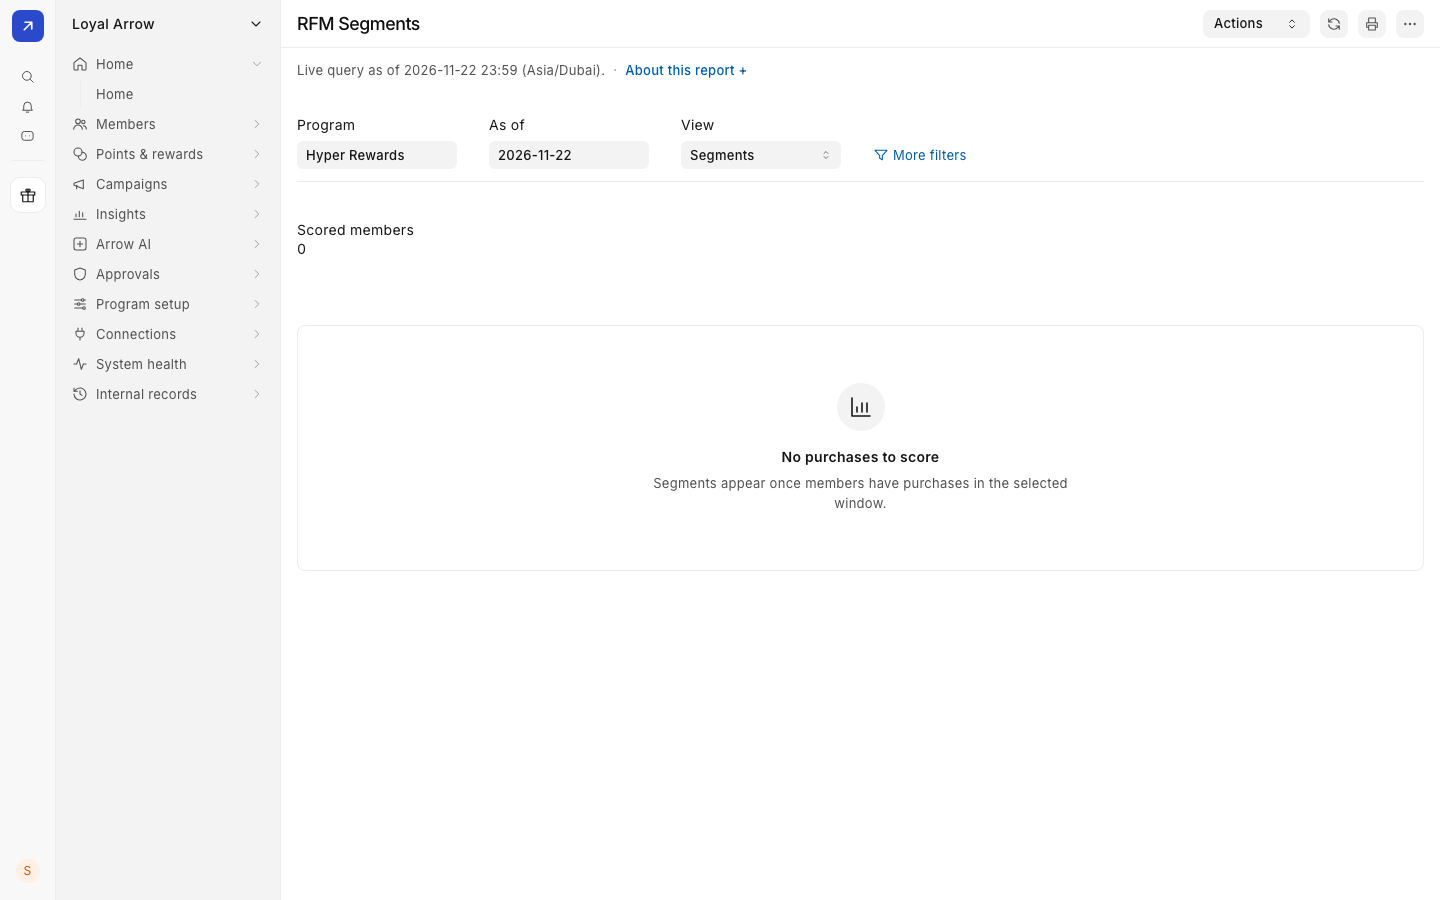 Loyal Arrow
RFM Segments
Actions
Live query as of 2026-11-22 23:59 (Asia/Dubai). · About this report +
Home
Home
Members
Points & rewards
Campaigns
Insights
Arrow AI
Approvals
Program setup
Connections
System health
Internal records
S
Program
As of
View
Hyper Rewards
2026-11-22
Segments
More filters
Scored members
0
No purchases to score
Segments appear once members have purchases in the selected
window.